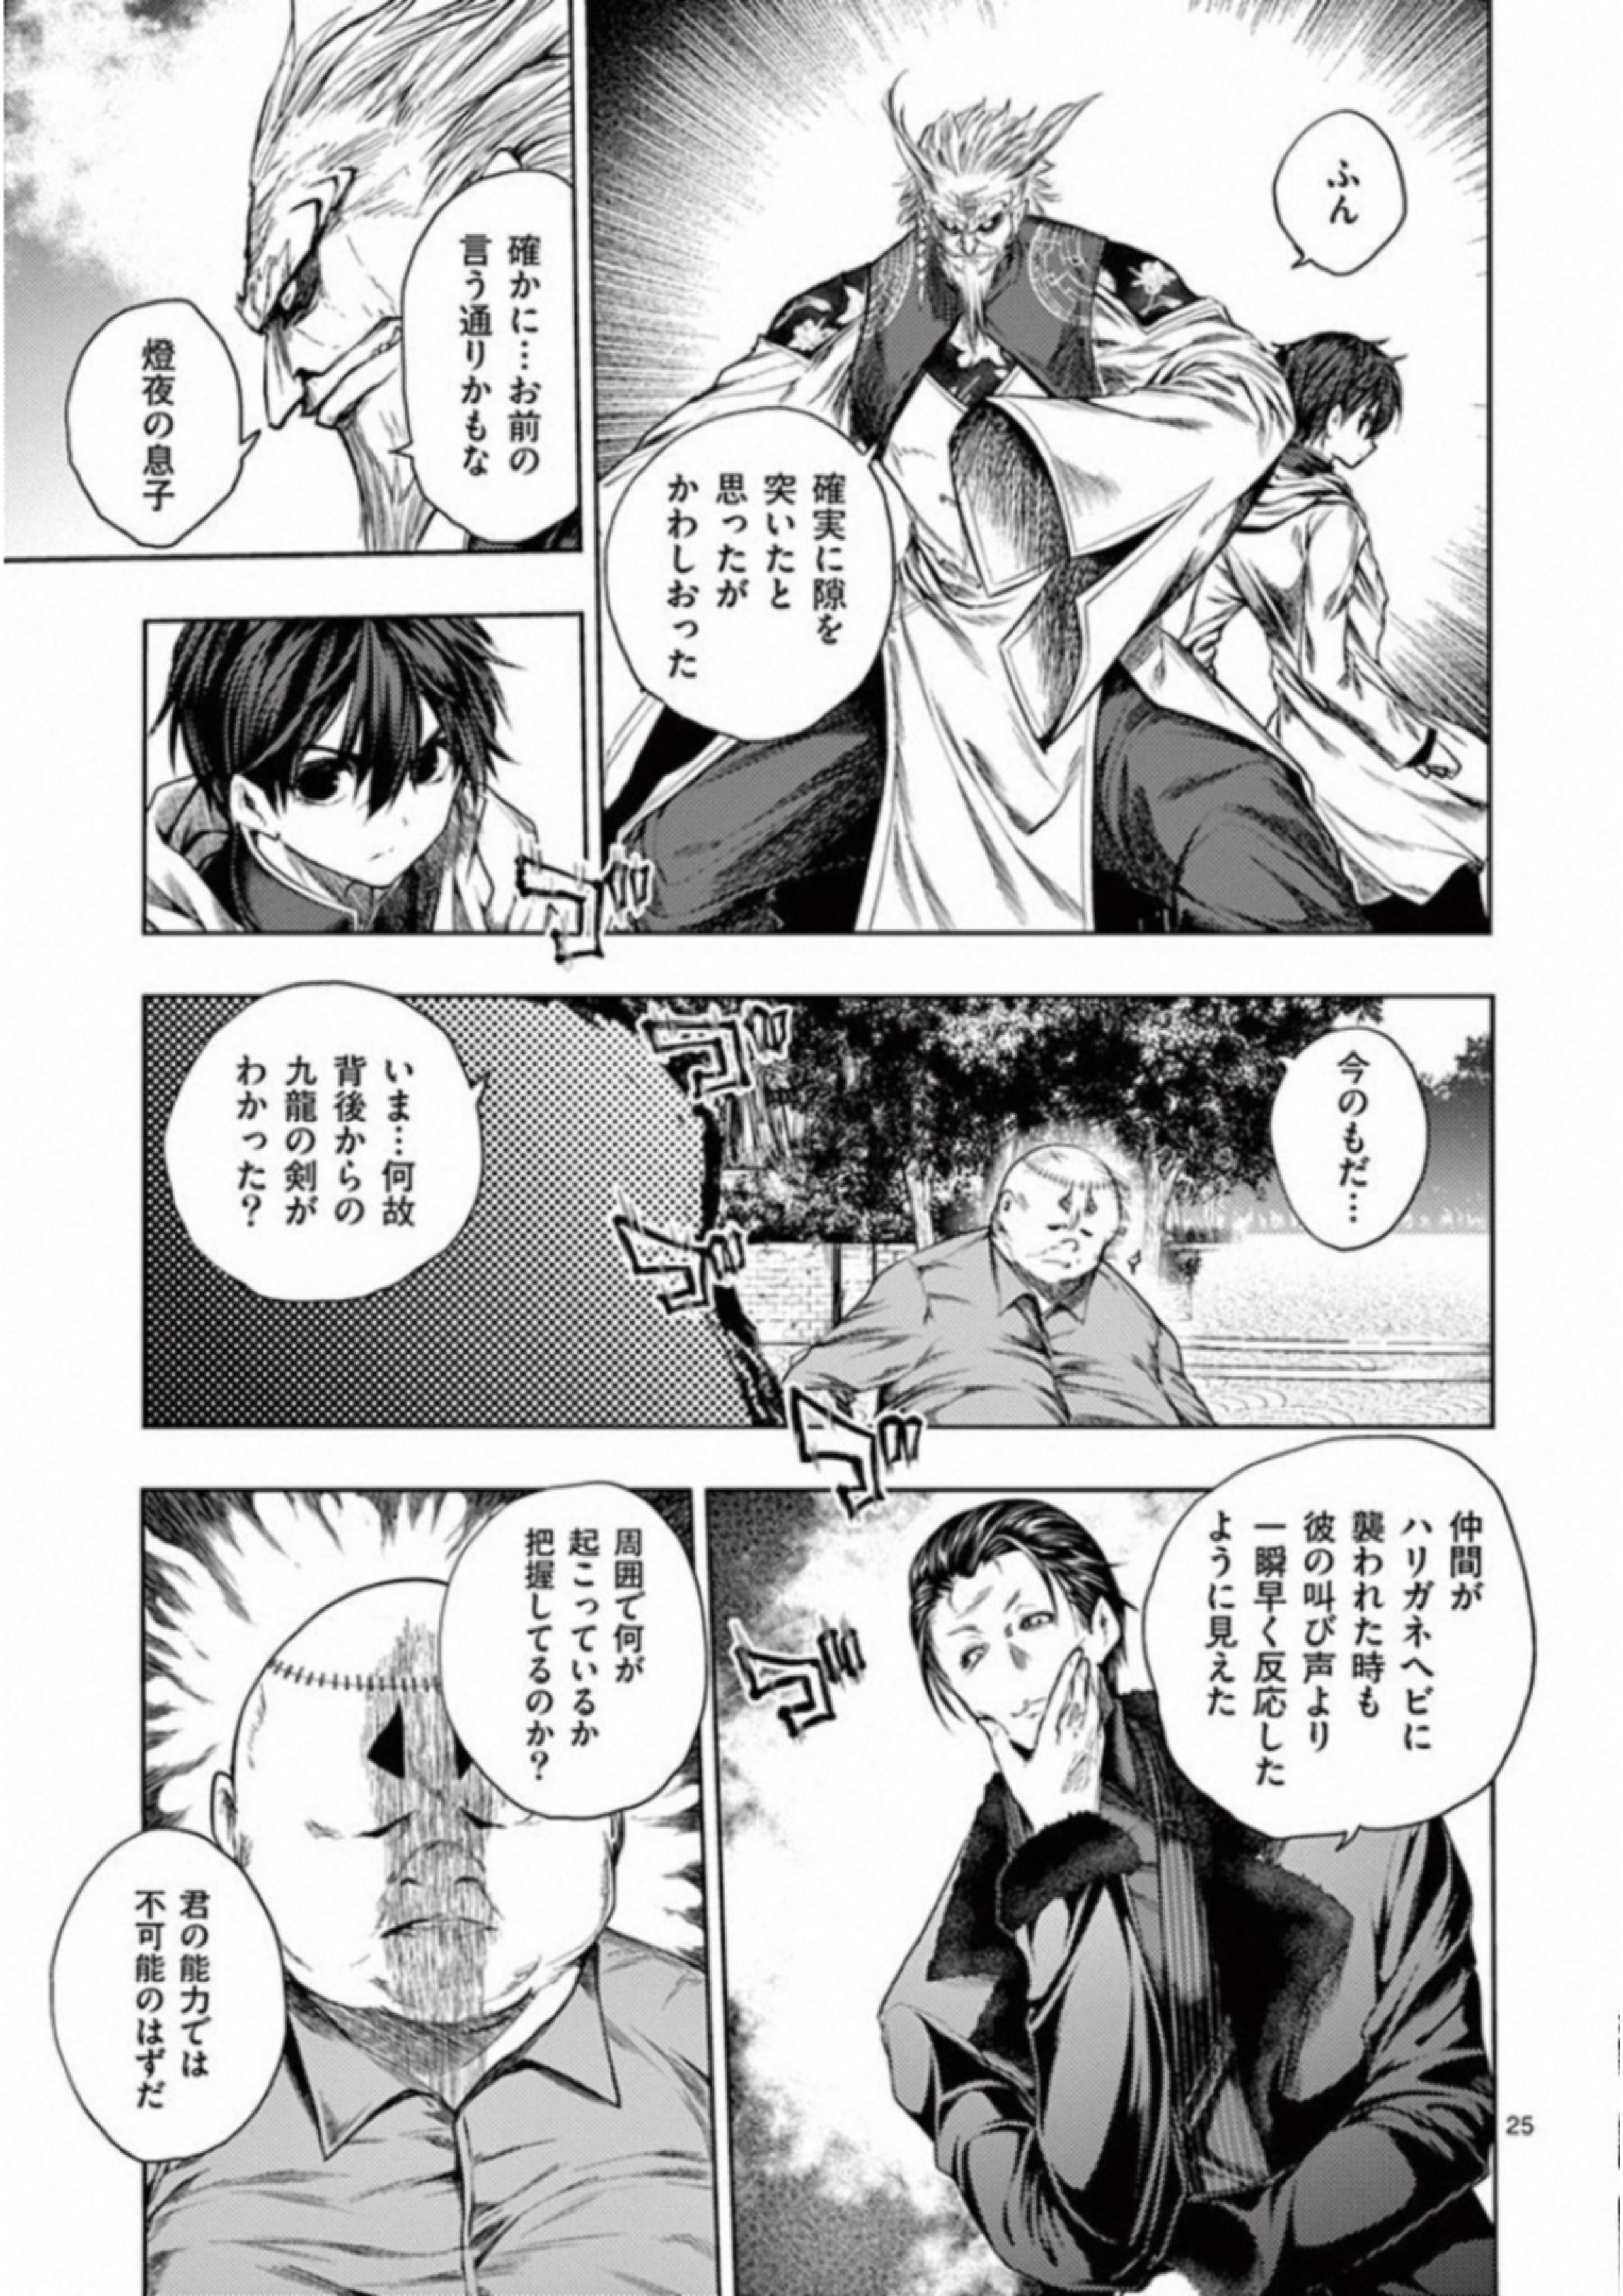 ふん
確実に隙を
突いたと
思ったが
かわしおった
確かに…お前の
言う通りかもな
燈夜の息子
ゴ
今のもだ…
ゴ
ゴ
ゴ
いま…何故
背後からの
九龍の剣が
わかった?
仲間が
ハリガネヘビに
襲われた時も
彼の叫び声より
一瞬早く反応した
ように見えた
ゴ
周囲で何が
起こっているか
把握してるのか?
君の能力では
不可能のはずだ
25